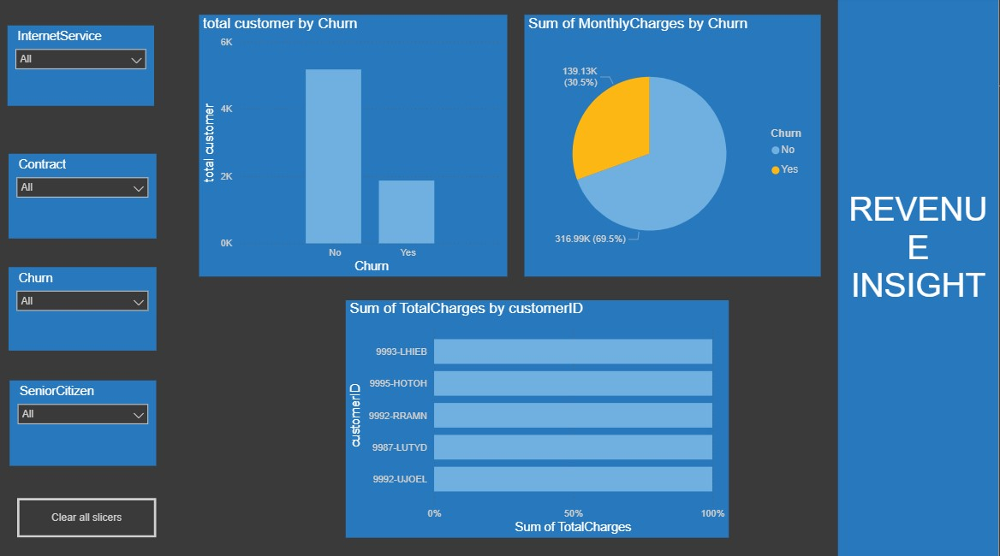 InternetService
All
Contract
All
Churn
All
SeniorCitizen
All
Clear all slicers
total customer by Churn
total customer
6K
4K
2K
0K
No
Yes
Churn
Sum of MonthlyCharges by Churn
139.13K
(30.5%)
316.99K (69.5%)
Churn
No
Yes
Sum of TotalCharges by customerID
customerID
9993-LHIEB
9995-HOTOH
9992-RRAMN
9987-LUTYD
9992-UJOEL
0%
50%
100%
Sum of TotalCharges
REVENU
E
INSIGHT